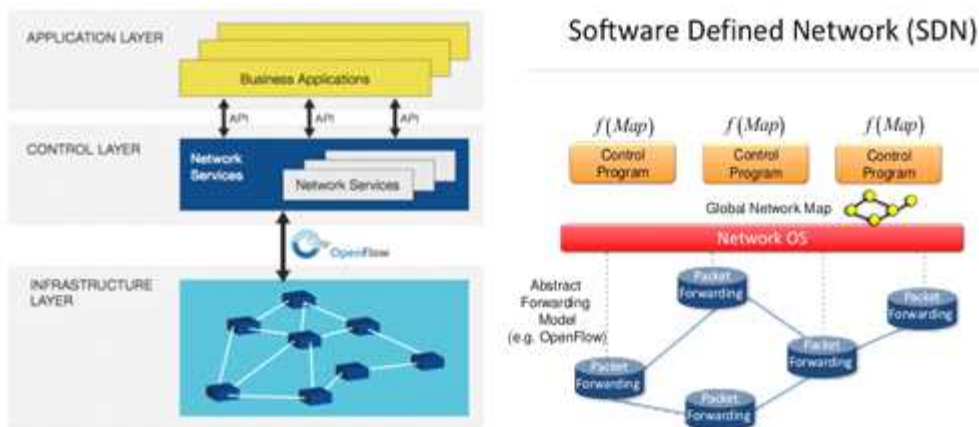 APPLICATION LAYER
Business Applications
API
API
API
CONTROL LAYER
Network
Services
Network Services
OpenFlow
INFRASTRUCTURE
LAYER
Software Defined Network (SDN)
f(Map)
f(Map)
f(Map)
Control
Program
Control
Program
Control
Program
Global Network Map
Network OS
Abstract
Forwarding
Model
(e.g. OpenFlow)
Packet
Forwarding
Packet
Forwarding
Packet
Forwarding
Packet
Forwarding
Packet
Forwarding